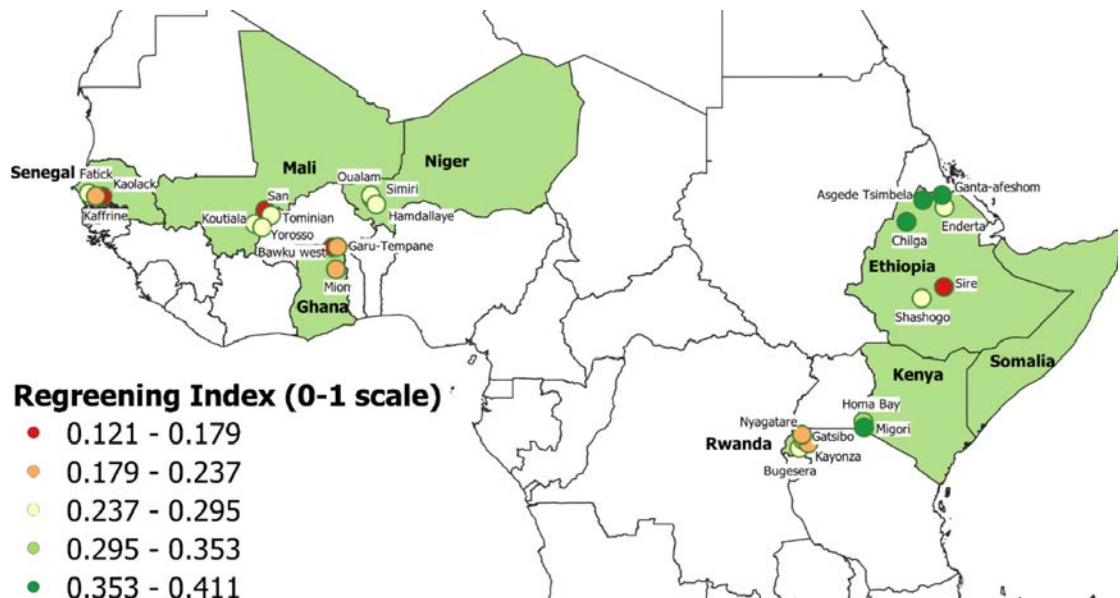 Senegal
Fatick
Kaolack
Kaffrine
Mali
San
Koutiala
Tominian
Yorosso
Niger
Oualam
Simiri
Hamdallaye
Bawku west
Garu-Tempane
Mion
Ghana
Asgede Tsimbela
Ganta-afeshom
Enderta
Chilga
Ethiopia
Sire
Shashogo
Somalia
Kenya
Homa Bay
Migori
Nyagatare
Gatsibo
Rwanda
Kayonza
Bugesera
Regreening Index (0-1 scale)
0.121 - 0.179
0.179 - 0.237
0.237 - 0.295
0.295 - 0.353
0.353 - 0.411